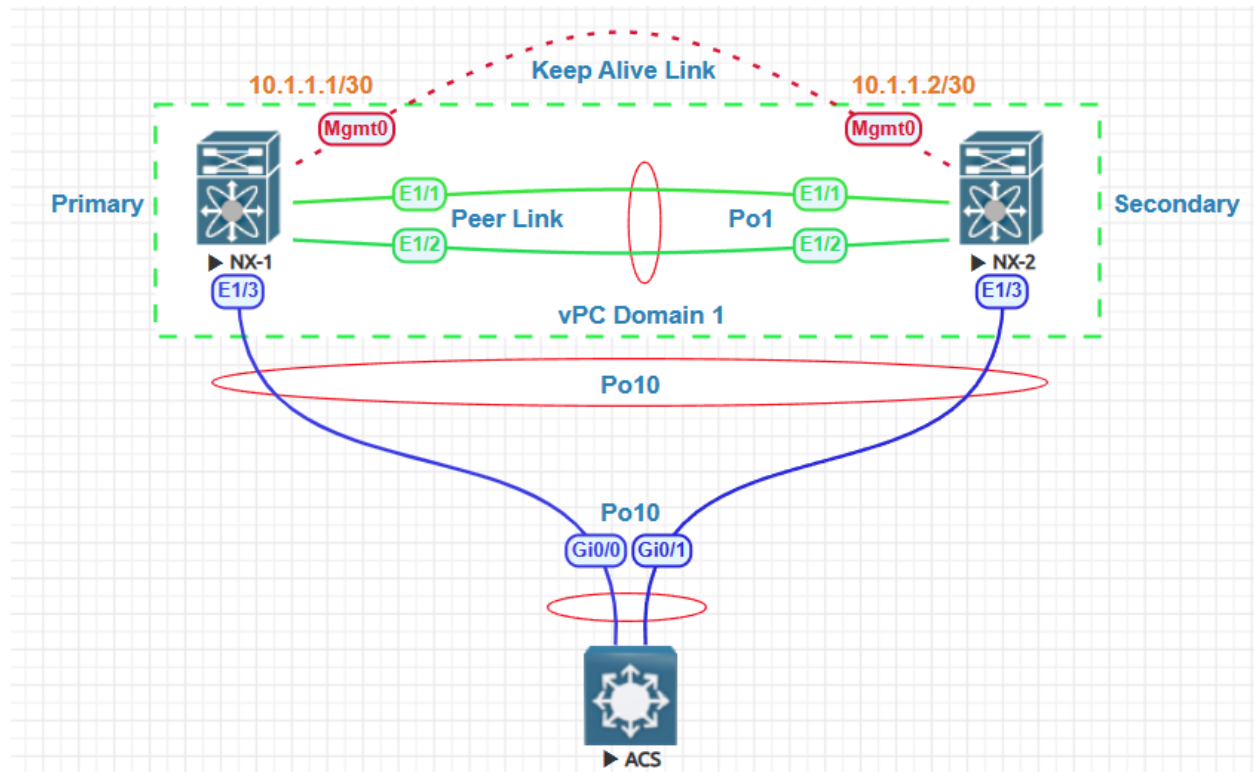 Keep Alive Link
10.1.1.1/30
10.1.1.2/30
Mgmt0
Mgmt0
Primary
E1/1
E1/1
Peer Link
Po1
Secondary
E1/2
E1/2
NX-1
NX-2
E1/3
E1/3
vPC Domain 1
Po10
Po10
Gi0/0
Gi0/1
ACS